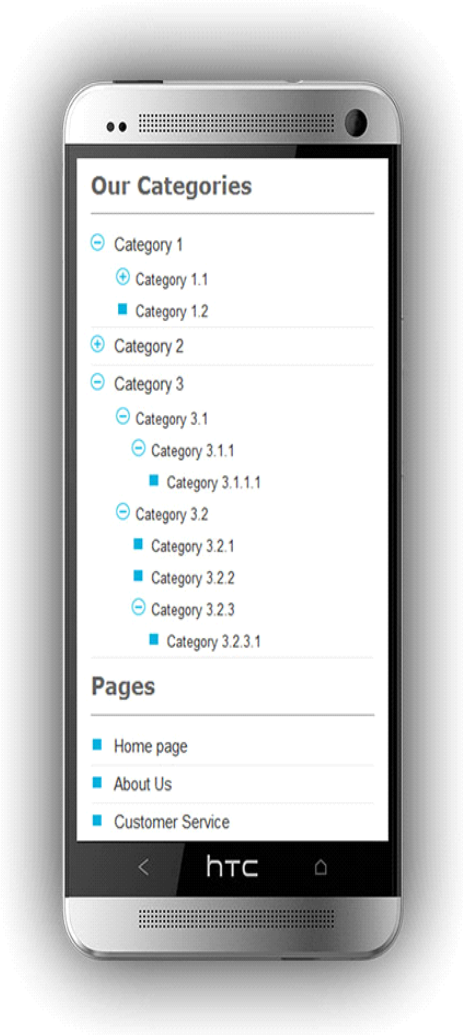 Our Categories
Category 1
Category 1.1
Category 1.2
Category 2
Category 3
Category 3.1
Category 3.1.1
Category 3.1.1.1
Category 3.2
Category 3.2.1
Category 3.2.2
Category 3.2.3
Category 3.2.3.1
Pages
Home page
About Us
Customer Service
hTC